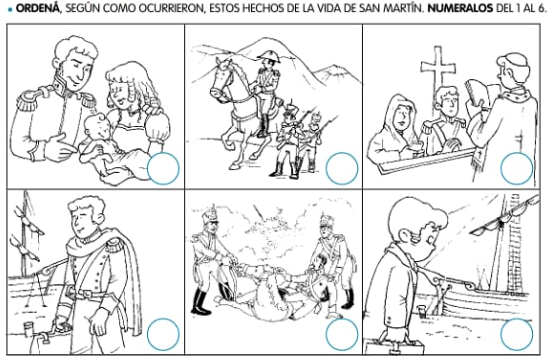 • ORDENÁ, SEGÚN COMO OCURRIERON, ESTOS HECHOS DE LA VIDA DE SAN MARTÍN. NUMERALOS DEL 1 AL 6.